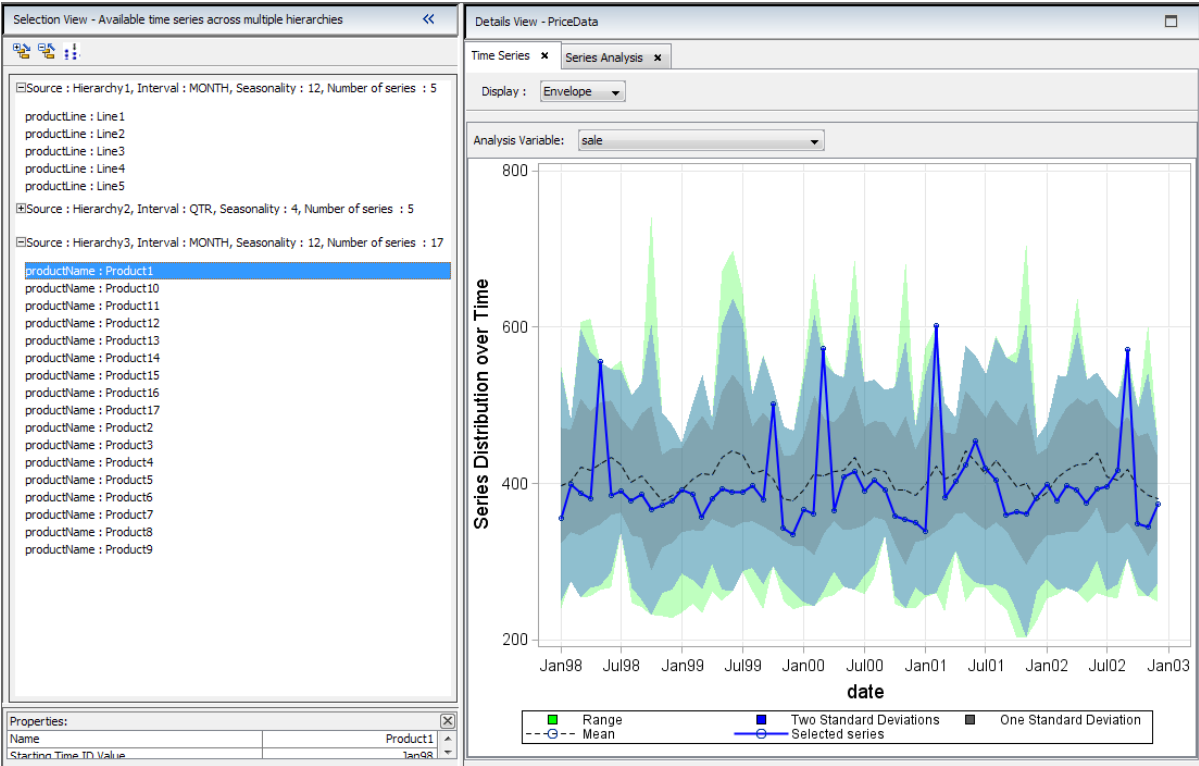 Selection View - Available time series across multiple hierarchies
Source : Hierarchy1, Interval : MONTH, Seasonality : 12, Number of series : 5
productLine : Line1
productLine : Line2
productLine : Line3
productLine : Line4
productLine : Line5
Source : Hierarchy2, Interval : QTR, Seasonality : 4, Number of series : 5
Source : Hierarchy3, Interval : MONTH, Seasonality : 12, Number of series : 17
productName : Product1
productName : Product10
productName : Product11
productName : Product12
productName : Product13
productName : Product14
productName : Product15
productName : Product16
productName : Product17
productName : Product2
productName : Product3
productName : Product4
productName : Product5
productName : Product6
productName : Product7
productName : Product8
productName : Product9
Properties:
Name Product1
Starting Time ID Value Jan98
Details View - PriceData
Time Series Series Analysis
Display : Envelope
Analysis Variable: sale
Series Distribution over Time
800
600
400
200
Jan98 Jul98 Jan99 Jul99 Jan00 Jul00 Jan01 Jul01 Jan02 Jul02 Jan03
date
Range Two Standard Deviations One Standard Deviation
Mean Selected series